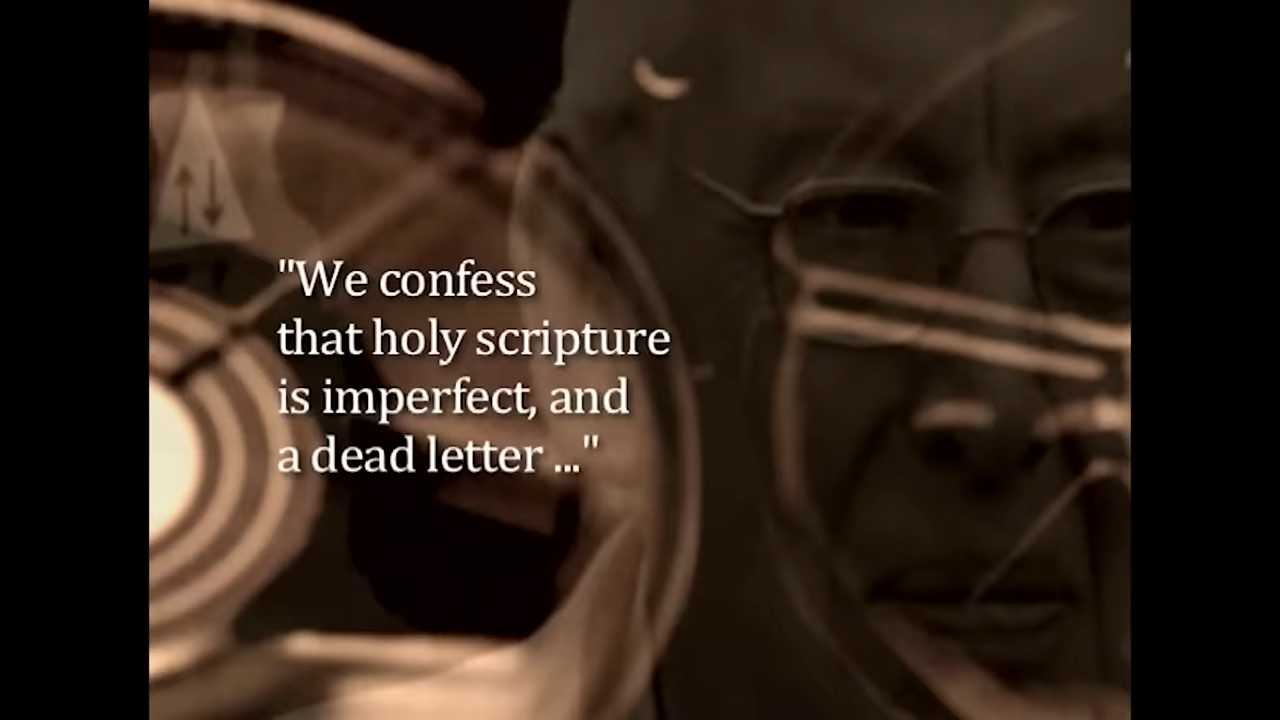 "We confess
that holy scripture
is imperfect, and
a dead letter ..."